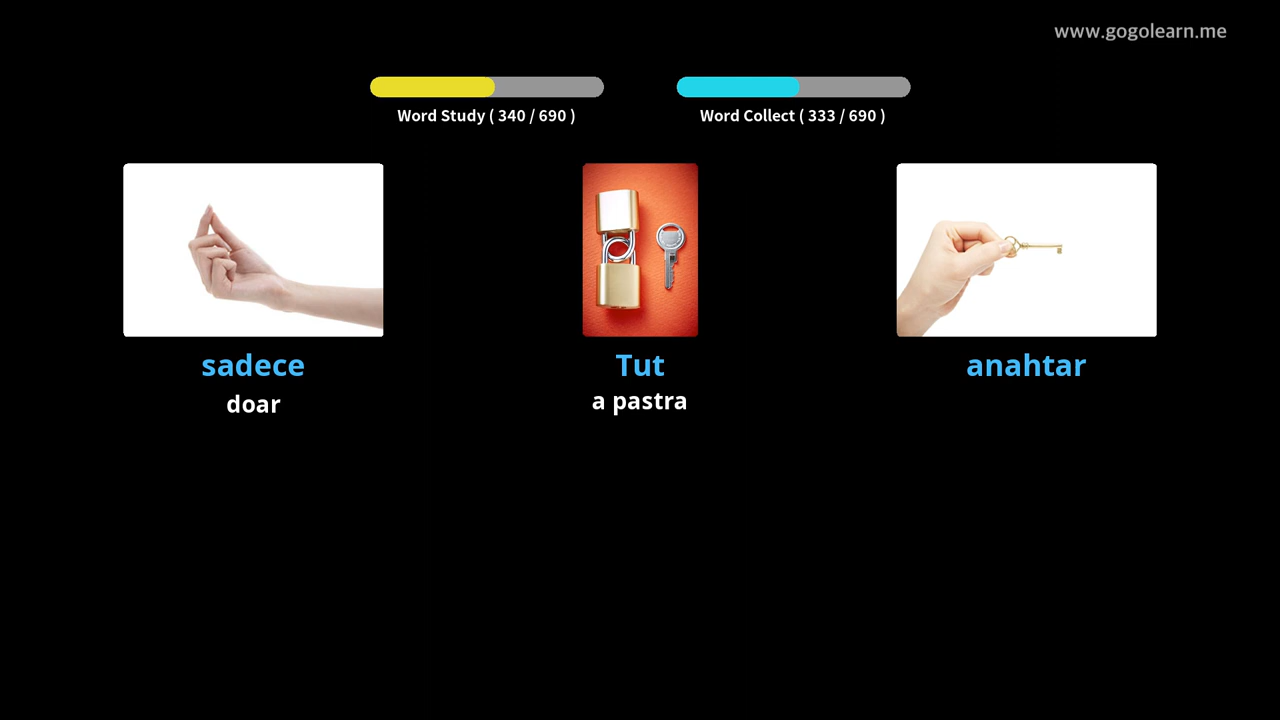 www.gogolearn.me
Word Study ( 340 / 690 )
Word Collect ( 333 / 690 )
sadece
doar
Tut
a pastra
anahtar